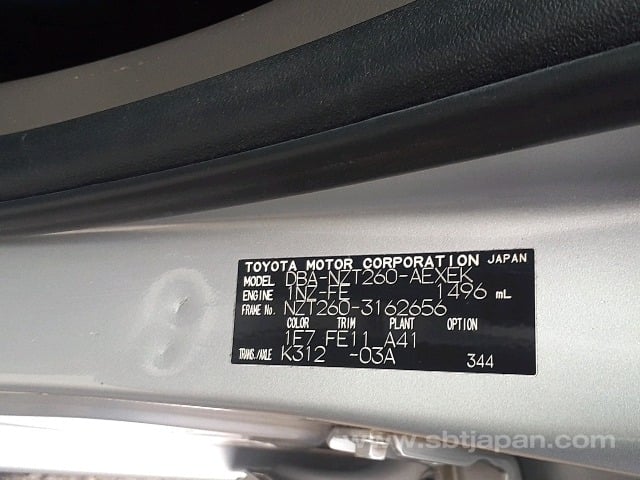 TOYOTA MOTOR CORPORATION JAPAN
MODEL DBA-NZT260-AEXEK
ENGINE 1NZ-FE 1496 mL
FRAME No. NZT260-3162656
COLOR TRIM PLANT OPTION
1E7 FE11 A41
TRANS./AXLE K312 -03A 344
www.sbtjapan.com